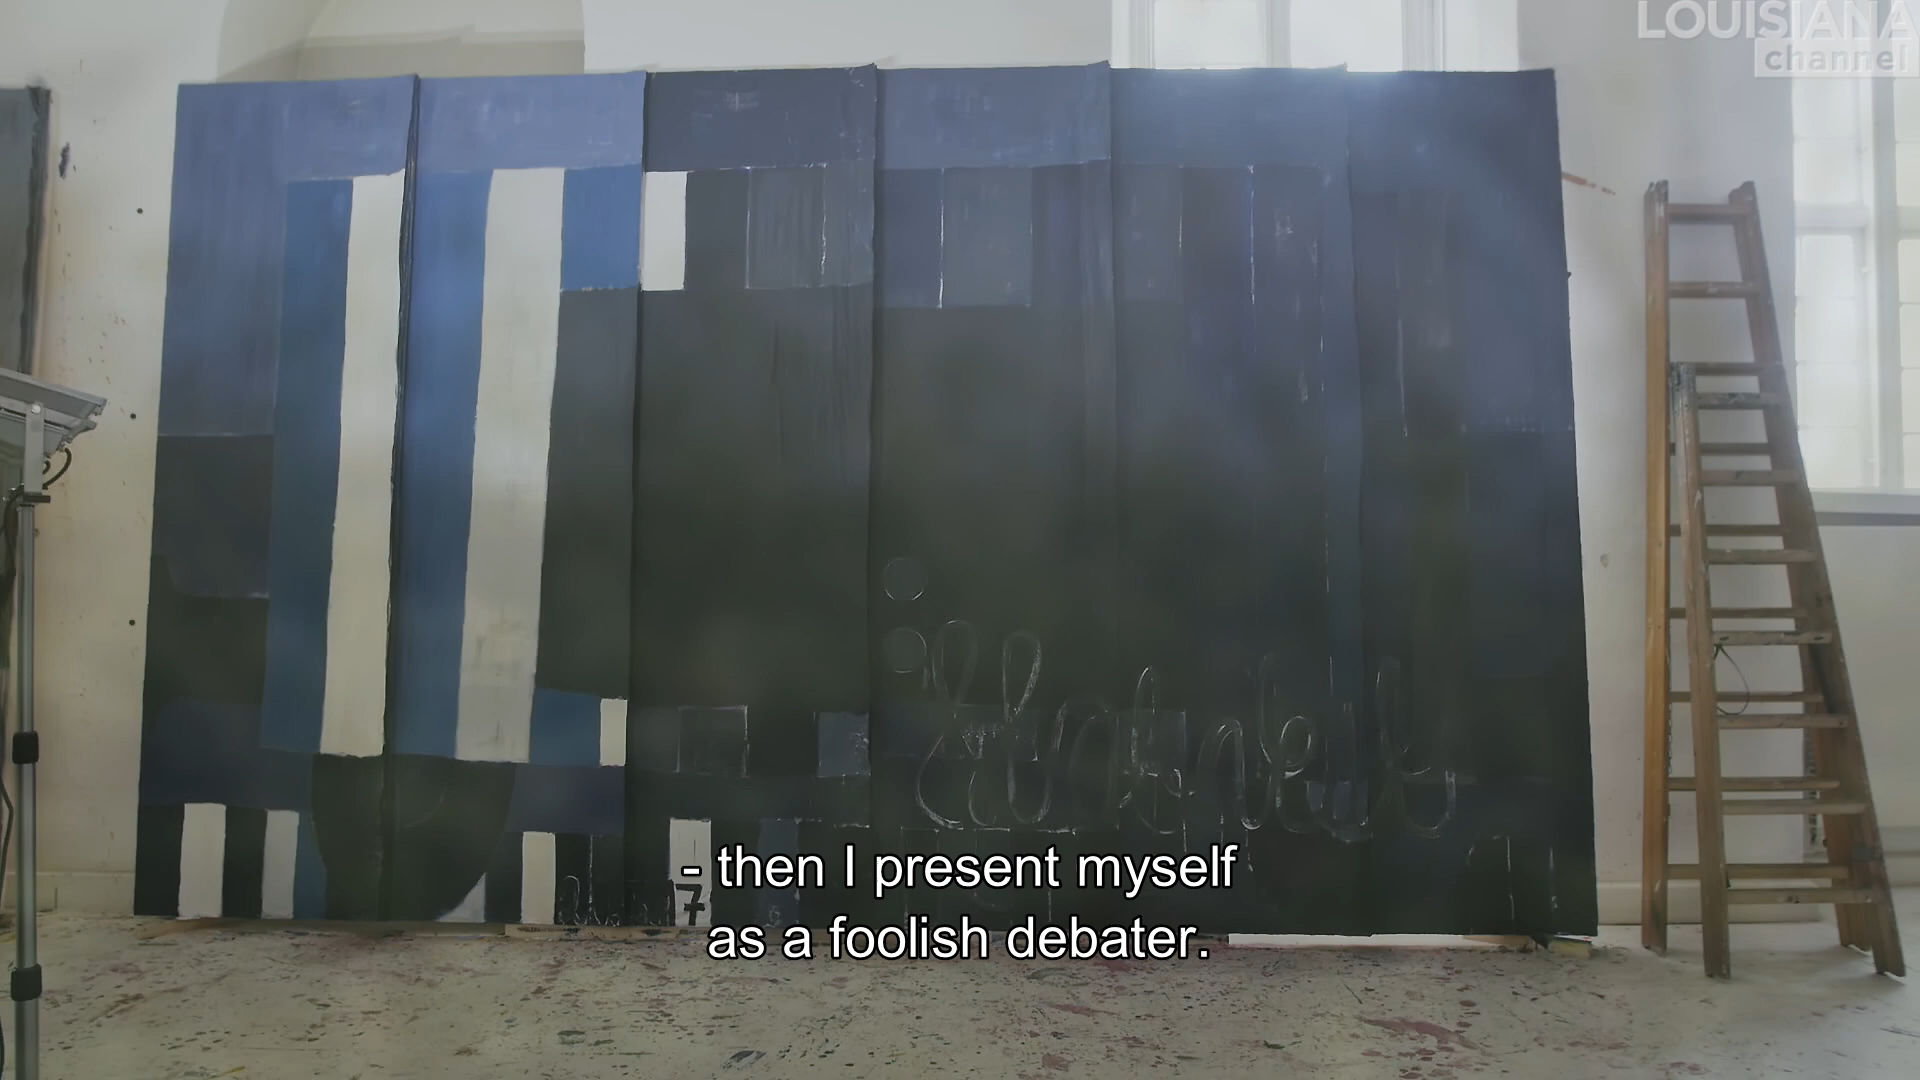 LOUISIANA
channel
7
- then I present myself
as a foolish debater.